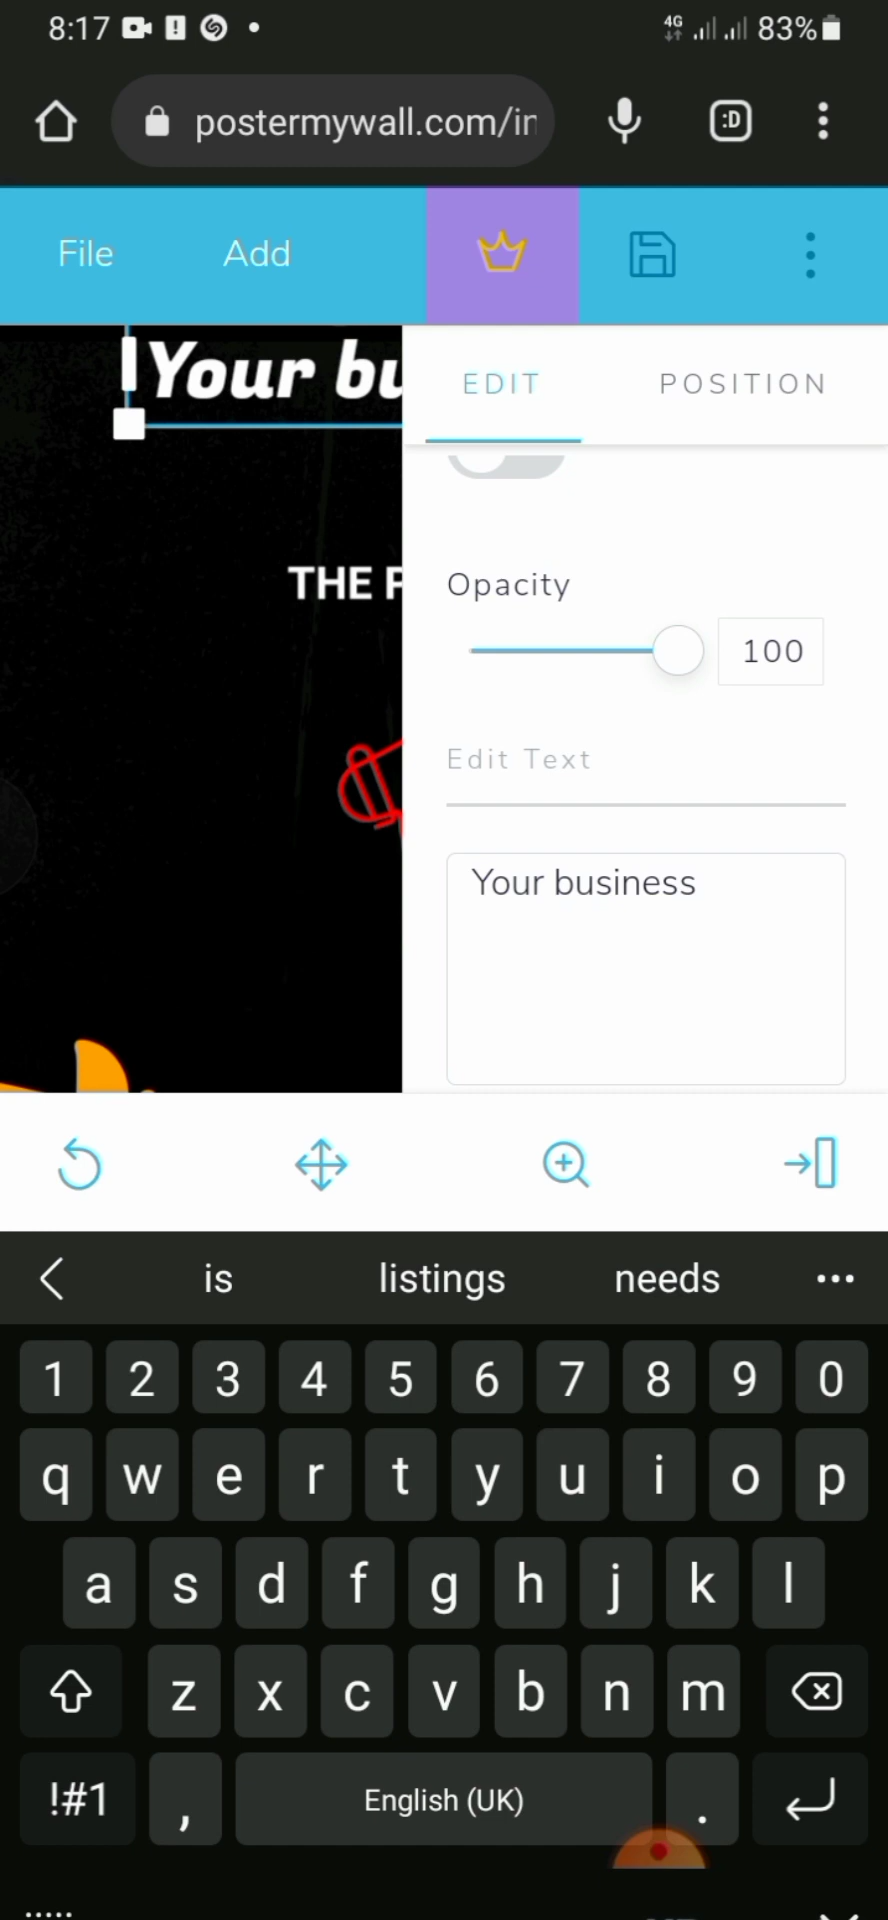 8:17
4G
83%
postermywall.com/in
:D
File
Add
Your bu
EDIT
POSITION
THE P
Opacity
100
Edit Text
Your business
is
listings
needs
1 2 3 4 5 6 7 8 9 0
q w e r t y u i o p
a s d f g h j k l
z x c v b n m
!#1
,
English (UK)
.